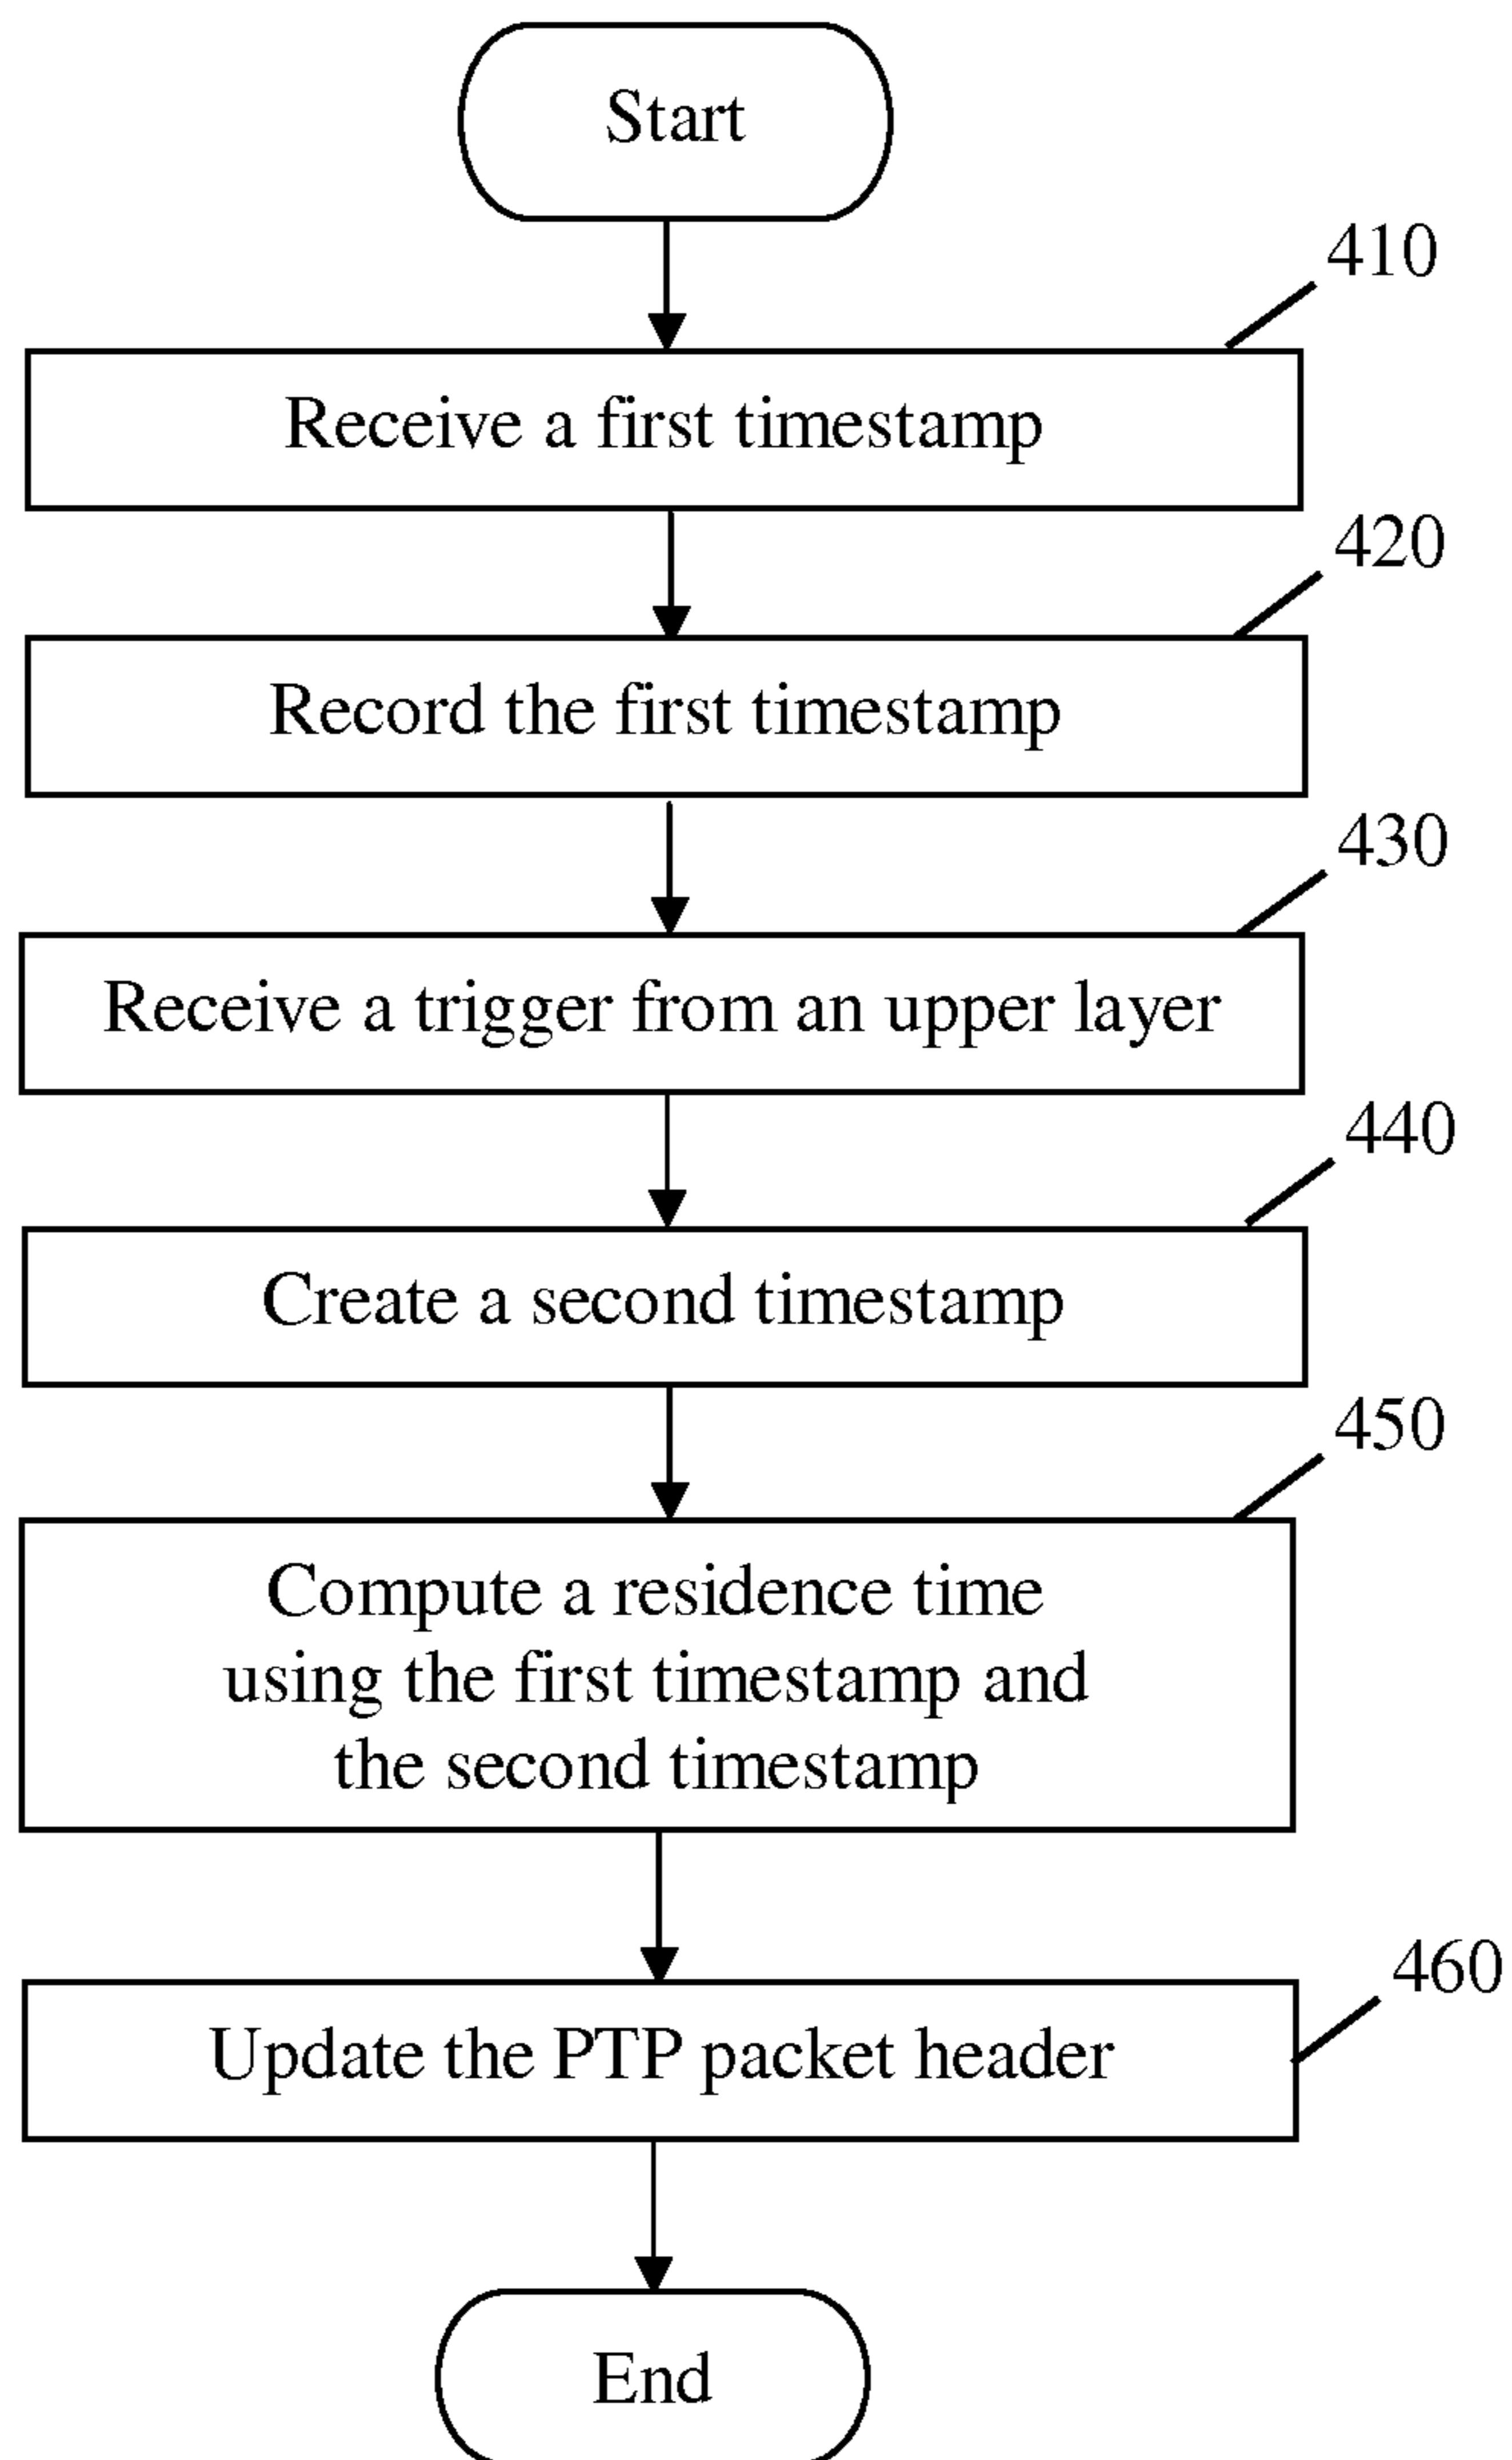 Start
410
Receive a first timestamp
420
Record the first timestamp
430
Receive a trigger from an upper layer
440
Create a second timestamp
450
Compute a residence time
using the first timestamp and
the second timestamp
460
Update the PTP packet header
End